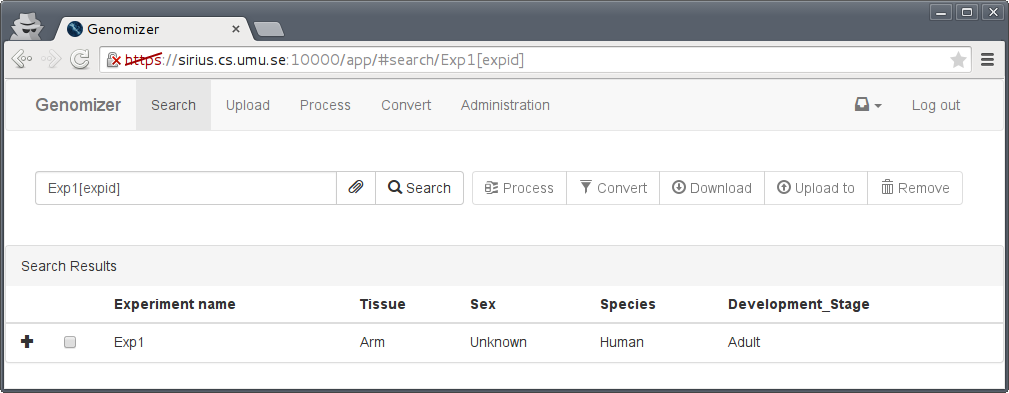 Genomizer
https://sirius.cs.umu.se:10000/app/#search/Exp1[expid]
Genomizer Search Upload Process Convert Administration Log out
Exp1[expid] Search Process Convert Download Upload to Remove
Search Results
Experiment name Tissue Sex Species Development_Stage
Exp1 Arm Unknown Human Adult